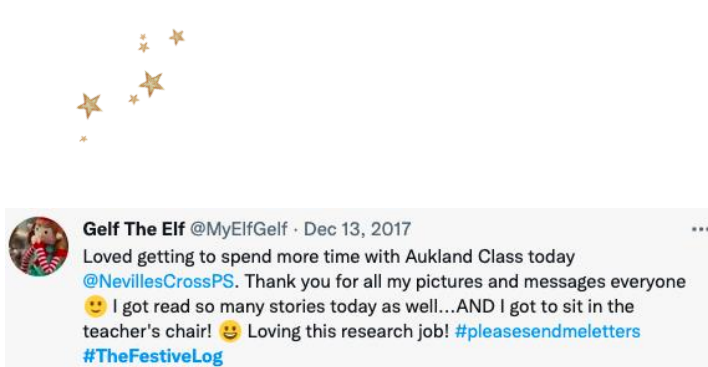 Gelf The Elf @MyElfGelf · Dec 13, 2017
Loved getting to spend more time with Aukland Class today
@NevillesCrossPS. Thank you for all my pictures and messages everyone
🙂 I got read so many stories today as well...AND I got to sit in the
teacher's chair! 😀 Loving this research job! #pleasesendmeletters
#TheFestiveLog